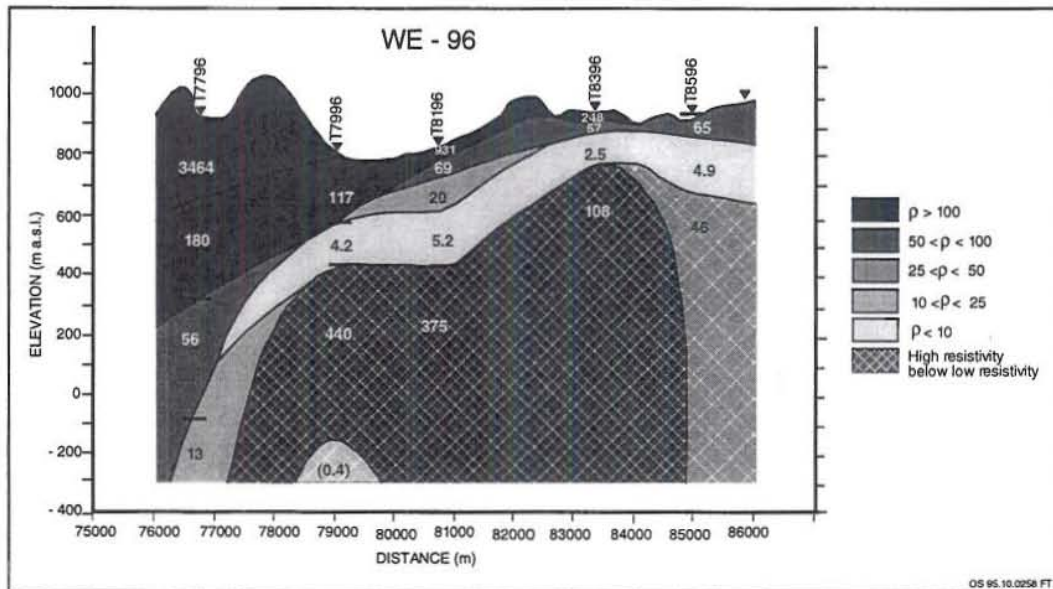 WE - 96
T7796
T7996
T8196
T8396
T8596
ELEVATION (m a.s.l.)
1000
800
600
400
200
0
- 200
- 400
3464
180
56
13
117
4.2
440
(0.4)
69
20
5.2
375
248
57
2.5
108
65
4.9
46
ρ > 100
50 < ρ < 100
25 < ρ < 50
10 < ρ < 25
ρ < 10
High resistivity
below low resistivity
75000 76000 77000 78000 79000 80000 81000 82000 83000 84000 85000 86000
DISTANCE (m)
OS 95.10.0258 FT